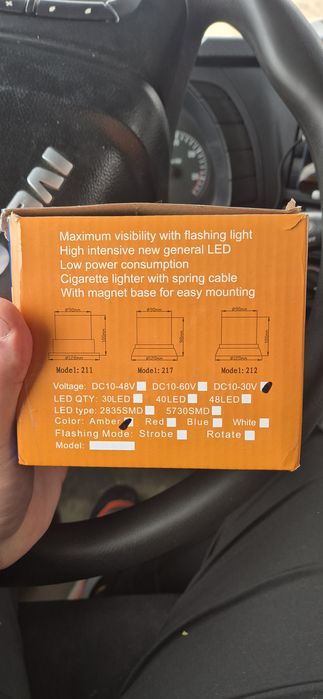 Maximum visibility with flashing light
High intensive new general LED
Low power consumption
Cigarette lighter with spring cable
With magnet base for easy mounting
Model:211 Model:217 Model:212
Voltage: DC10-48V DC10-60V DC10-30V
LED QTY: 30LED 40LED 48LED
LED type: 2835SMD 5730SMD
Color: Amber Red Blue White
Flashing Mode: Strobe Rotate
Model: